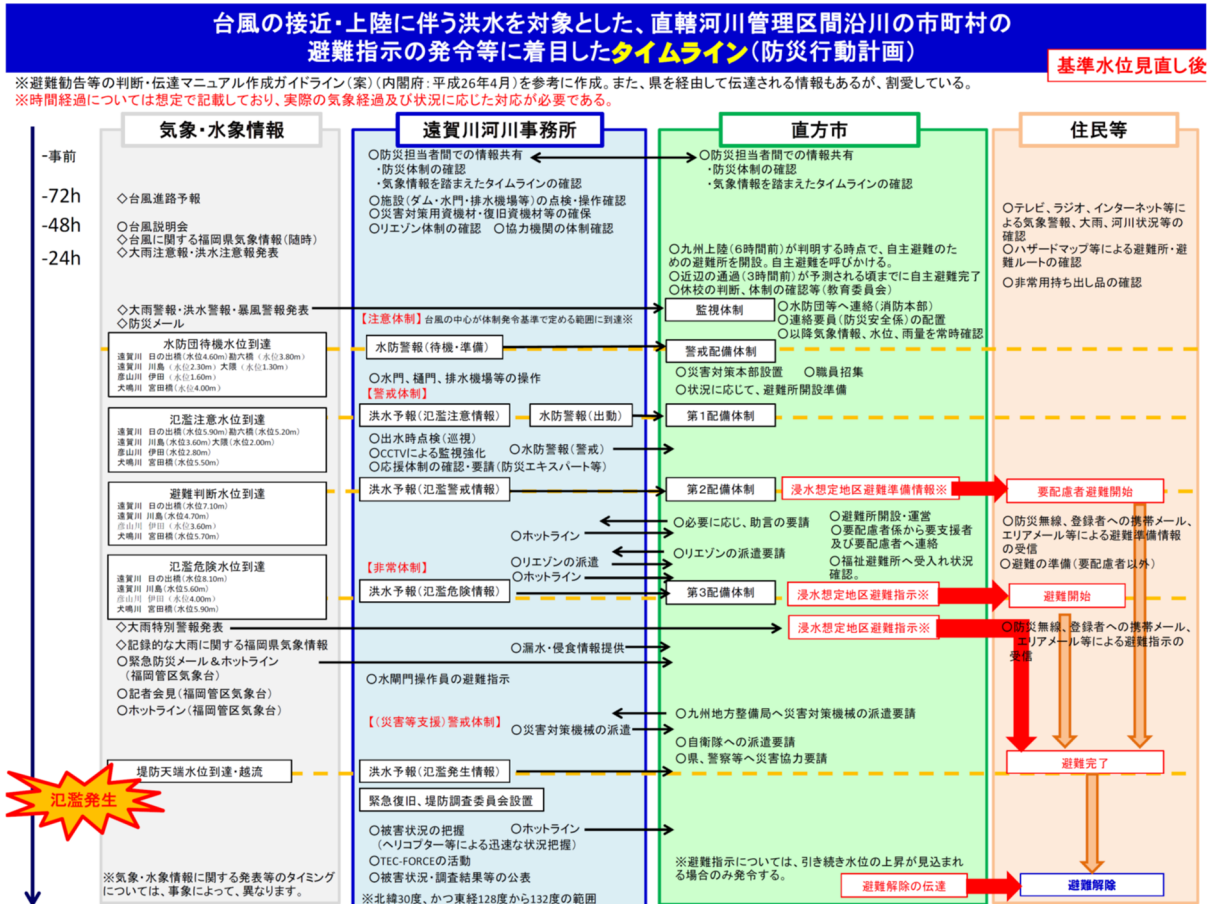 台風の接近・上陸に伴う洪水を対象とした、直轄河川管理区間沿川の市町村の
避難指示の発令等に着目したタイムライン(防災行動計画)
基準水位見直し後
※避難勧告等の判断・伝達マニュアル作成ガイドライン(案)(内閣府:平成26年4月)を参考に作成。また、県を経由して伝達される情報もあるが、割愛している。
※時間経過については想定で記載しており、実際の気象経過及び状況に応じた対応が必要である。
-事前
-72h
-48h
-24h
氾濫発生
気象・水象情報
◇台風進路予報
○台風説明会
◇台風に関する福岡県気象情報(随時)
◇大雨注意報・洪水注意報発表
◇大雨警報・洪水警報・暴風警報発表
◇防災メール
水防団待機水位到達
遠賀川 日の出橋(水位4.60m)勘六橋(水位3.80m)
遠賀川 川島(水位2.30m) 大隈(水位1.30m)
彦山川 伊田(水位1.60m)
犬鳴川 宮田橋(水位4.00m)
氾濫注意水位到達
遠賀川 日の出橋(水位5.90m)勘六橋(水位5.20m)
遠賀川 川島(水位3.60m)大隈(水位2.00m)
彦山川 伊田(水位2.80m)
犬鳴川 宮田橋(水位5.50m)
避難判断水位到達
遠賀川 日の出橋(水位7.10m)
遠賀川 川島(水位4.70m)
彦山川 伊田(水位3.60m)
犬鳴川 宮田橋(水位5.70m)
氾濫危険水位到達
遠賀川 日の出橋(水位8.10m)
遠賀川 川島(水位5.60m)
彦山川 伊田(水位4.00m)
犬鳴川 宮田橋(水位5.90m)
◇大雨特別警報発表
◇記録的な大雨に関する福岡県気象情報
○緊急防災メール&ホットライン
(福岡管区気象台)
○記者会見(福岡管区気象台)
○ホットライン(福岡管区気象台)
堤防天端水位到達・越流
※気象・水象情報に関する発表等のタイミング
については、事象によって、異なります。
遠賀川河川事務所
○防災担当者間での情報共有
・防災体制の確認
・気象情報を踏まえたタイムラインの確認
○施設(ダム・水門・排水機場等)の点検・操作確認
○災害対策用資機材・復旧資機材等の確保
○リエゾン体制の確認 ○協力機関の体制確認
【注意体制】台風の中心が体制発令基準で定める範囲に到達※
水防警報(待機・準備)
○水門、樋門、排水機場等の操作
【警戒体制】
洪水予報(氾濫注意情報)
水防警報(出動)
○出水時点検(巡視)
○CCTVによる監視強化
○水防警報(警戒)
○応援体制の確認・要請(防災エキスパート等)
洪水予報(氾濫警戒情報)
○ホットライン
○リエゾンの派遣
【非常体制】
○ホットライン
洪水予報(氾濫危険情報)
○漏水・侵食情報提供
○水閘門操作員の避難指示
【(災害等支援)警戒体制】
○災害対策機械の派遣
洪水予報(氾濫発生情報)
緊急復旧、堤防調査委員会設置
○被害状況の把握
○ホットライン
(ヘリコプター等による迅速な状況把握)
○TEC-FORCEの活動
○被害状況・調査結果等の公表
※北緯30度、かつ東経128度から132度の範囲
直方市
○防災担当者間での情報共有
・防災体制の確認
・気象情報を踏まえたタイムラインの確認
○九州上陸(6時間前)が判明する時点で、自主避難のた
めの避難所を開設。自主避難を呼びかける。
○近辺の通過(3時間前)が予測される頃までに自主避難完了
○休校の判断、体制の確認等(教育委員会)
監視体制
○水防団等へ連絡(消防本部)
○連絡要員(防災安全係)の配置
○以降気象情報、水位、雨量を常時確認
警戒配備体制
○災害対策本部設置 ○職員招集
○状況に応じて、避難所開設準備
第1配備体制
第2配備体制
浸水想定地区避難準備情報※
○必要に応じ、助言の要請
○リエゾンの派遣要請
○避難所開設・運営
○要配慮者係から要支援者
及び要配慮者へ連絡
○福祉避難所へ受入れ状況
確認。
第3配備体制
浸水想定地区避難指示※
浸水想定地区避難指示※
○九州地方整備局へ災害対策機械の派遣要請
○自衛隊への派遣要請
○県、警察等へ災害協力要請
※避難指示については、引き続き水位の上昇が見込まれ
る場合のみ発令する。
避難解除の伝達
住民等
○テレビ、ラジオ、インターネット等に
よる気象警報、大雨、河川状況等の
確認
○ハザードマップ等による避難所・避
難ルートの確認
○非常用持ち出し品の確認
要配慮者避難開始
○防災無線、登録者への携帯メール、
エリアメール等による避難準備情報
の受信
○避難の準備(要配慮者以外)
避難開始
○防災無線、登録者への携帯メール、
エリアメール等による避難指示の
受信
避難完了
避難解除